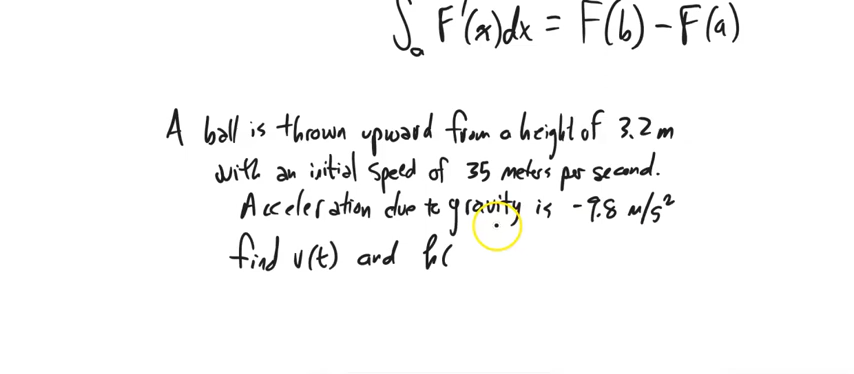 ∫ₐ F'(x)dx = F(b) - F(a)
A ball is thrown upward from a height of 3.2 m
with an initial speed of 35 meters per second.
Acceleration due to gravity is -9.8 m/s²
find v(t) and h(